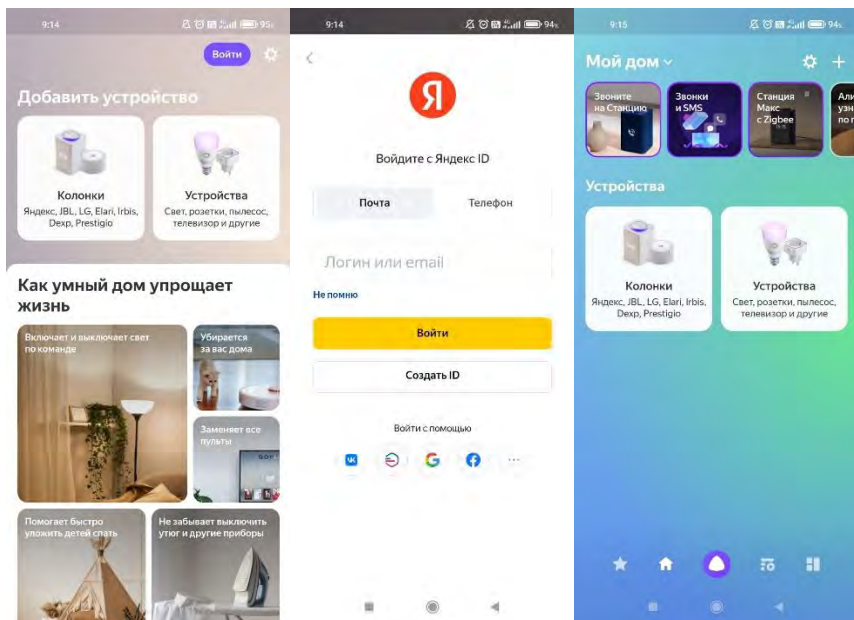 9:14
95%
Войти
Добавить устройство
Колонки
Яндекс, JBL, LG, Elari, Irbis,
Dexp, Prestigio
Устройства
Свет, розетки, пылесос,
телевизор и другие
Как умный дом упрощает
жизнь
Включает и выключает свет
по команде
Убирается
за вас дома
Заменяет все
пульты
Помогает быстро
уложить детей спать
Не забывает выключить
утюг и другие приборы
9:14
94%
Я
Войдите с Яндекс ID
Почта
Телефон
Логин или email
Не помню
Войти
Создать ID
Войти с помощью
9:15
94%
Мой дом
Звоните
на Станцию
Звонки
и SMS
Станция
Макс
с Zigbee
Али
узн
по г
Устройства
Колонки
Яндекс, JBL, LG, Elari, Irbis,
Dexp, Prestigio
Устройства
Свет, розетки, пылесос,
телевизор и другие